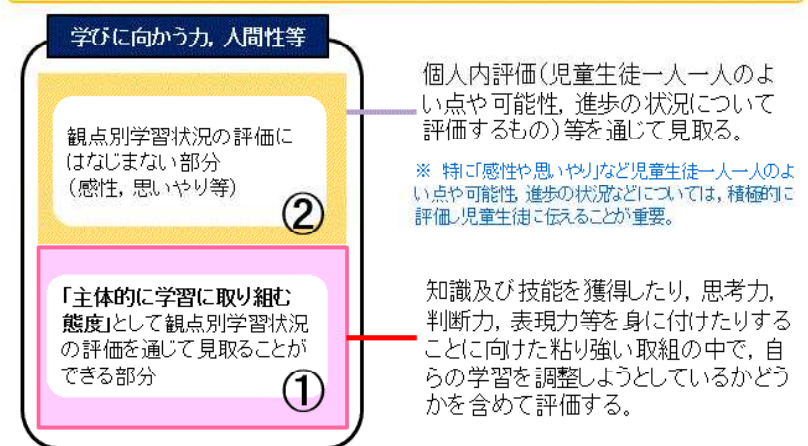 学びに向かう力，人間性等
観点別学習状況の評価に
はなじまない部分
（感性，思いやり等）
②
「主体的に学習に取り組む
態度」として観点別学習状況
の評価を通じて見取ることが
できる部分
①
個人内評価（児童生徒一人一人のよ
い点や可能性，進歩の状況について
評価するもの）等を通じて見取る。
※ 特に「感性や思いやり」など児童生徒一人一人のよ
い点や可能性，進歩の状況などについては，積極的に
評価し児童生徒に伝えることが重要。
知識及び技能を獲得したり，思考力，
判断力，表現力等を身に付けたりする
ことに向けた粘り強い取組の中で，自
らの学習を調整しようとしているかどう
かを含めて評価する。